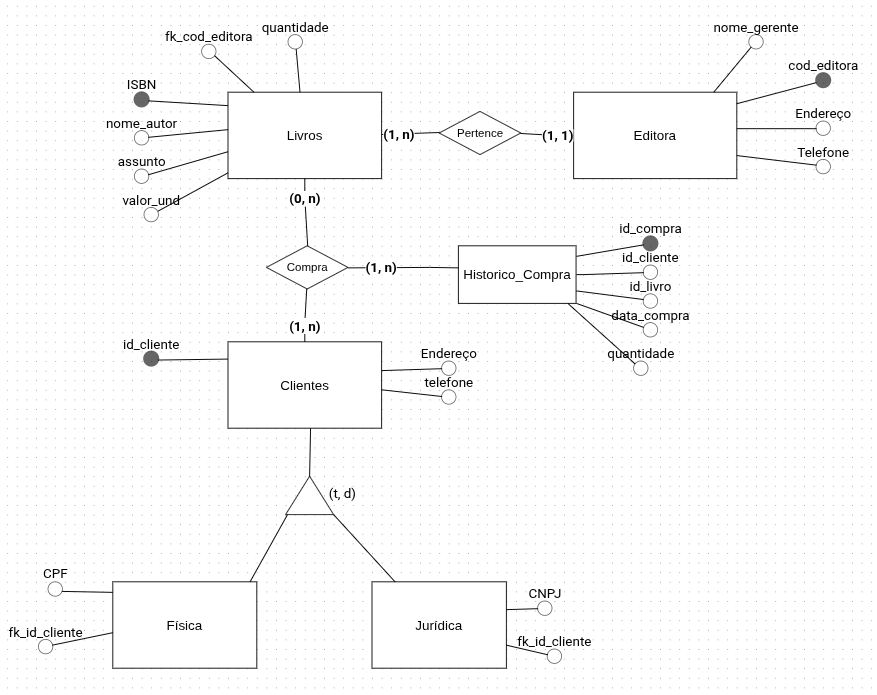 quantidade
nome_gerente
fk_cod_editora
cod_editora
ISBN
Endereço
nome_autor
Livros
(1, n)
Pertence
(1, 1)
Editora
Telefone
assunto
valor_und
(0, n)
id_compra
Compra
(1, n)
Historico_Compra
id_cliente
id_livro
data_compra
(1, n)
quantidade
id_cliente
Endereço
Clientes
telefone
(t, d)
CPF
CNPJ
Física
Jurídica
fk_id_cliente
fk_id_cliente